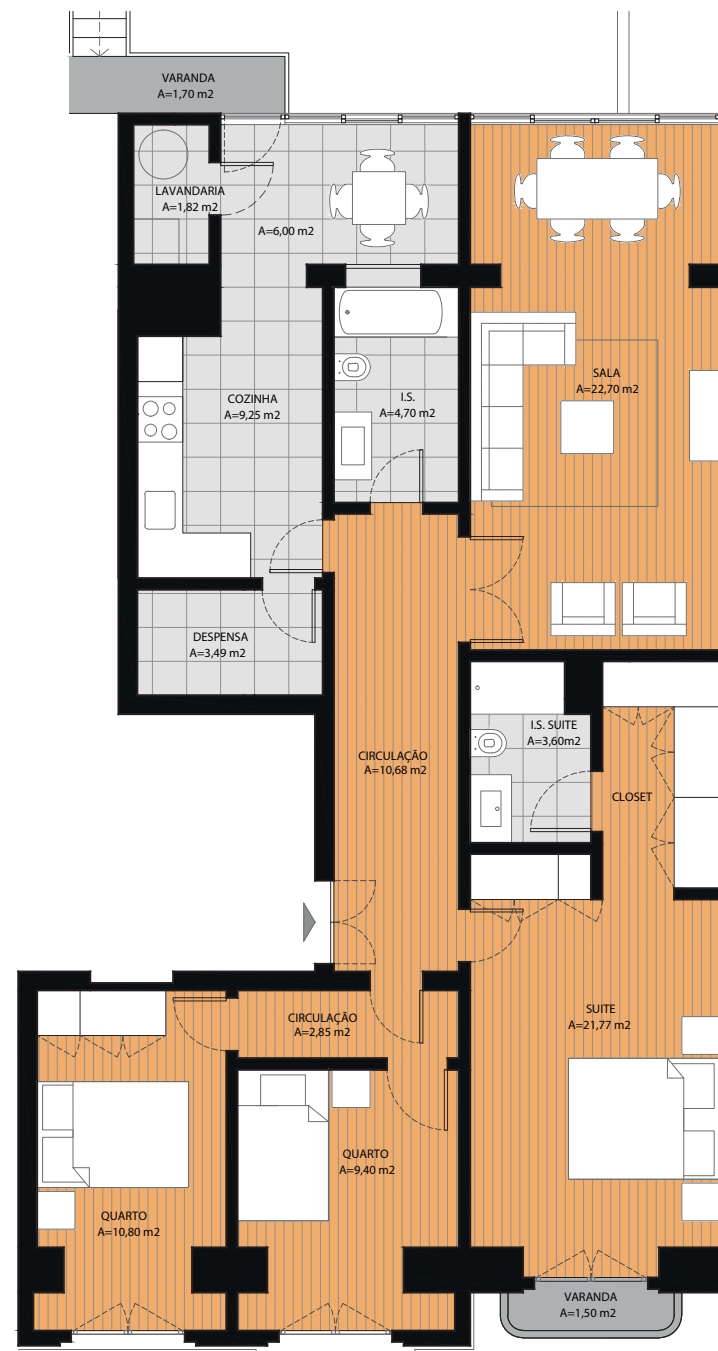 VARANDA
A=1,70 m2
LAVANDARIA
A=1,82 m2
A=6,00 m2
COZINHA
A=9,25 m2
I.S.
A=4,70 m2
SALA
A=22,70 m2
DESPENSA
A=3,49 m2
I.S. SUITE
A=3,60m2
CIRCULAÇÃO
A=10,68 m2
CLOSET
SUITE
A=21,77 m2
CIRCULAÇÃO
A=2,85 m2
QUARTO
A=9,40 m2
QUARTO
A=10,80 m2
VARANDA
A=1,50 m2